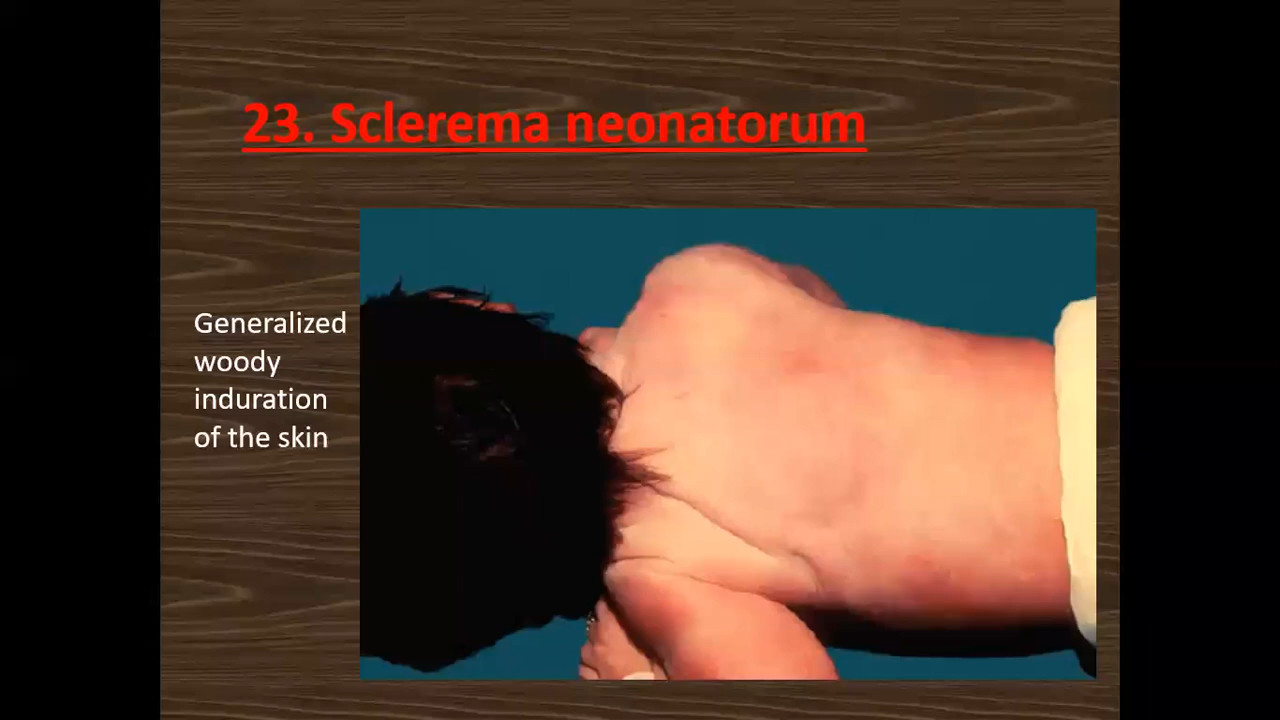 23. Sclerema neonatorum
Generalized
woody
induration
of the skin